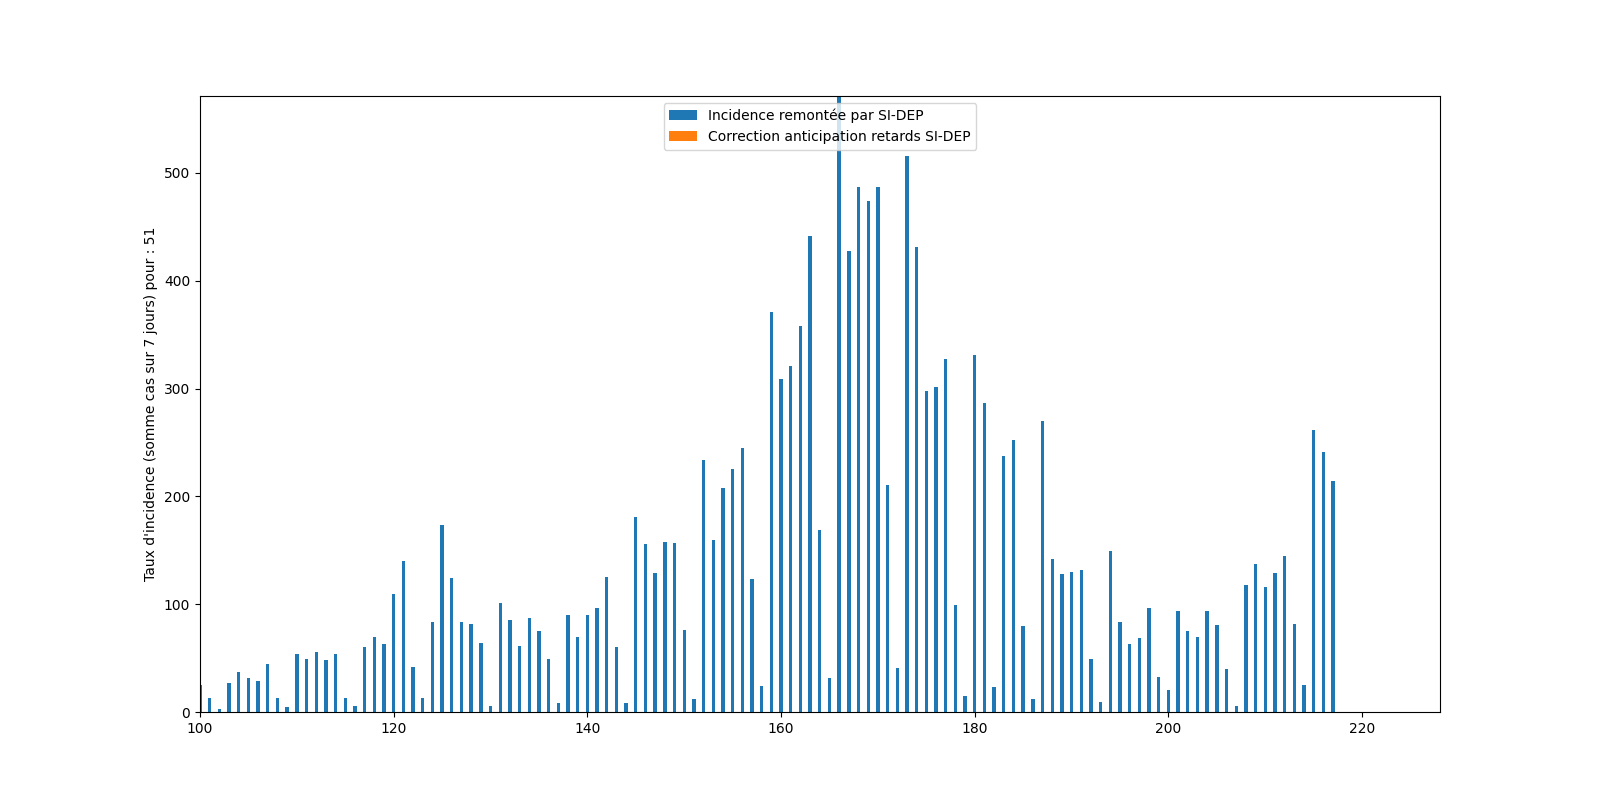 Incidence remontée par SI-DEP
Correction anticipation retards SI-DEP
Taux d'incidence (somme cas sur 7 jours) pour : 51
500
400
300
200
100
0
100 120 140 160 180 200 220